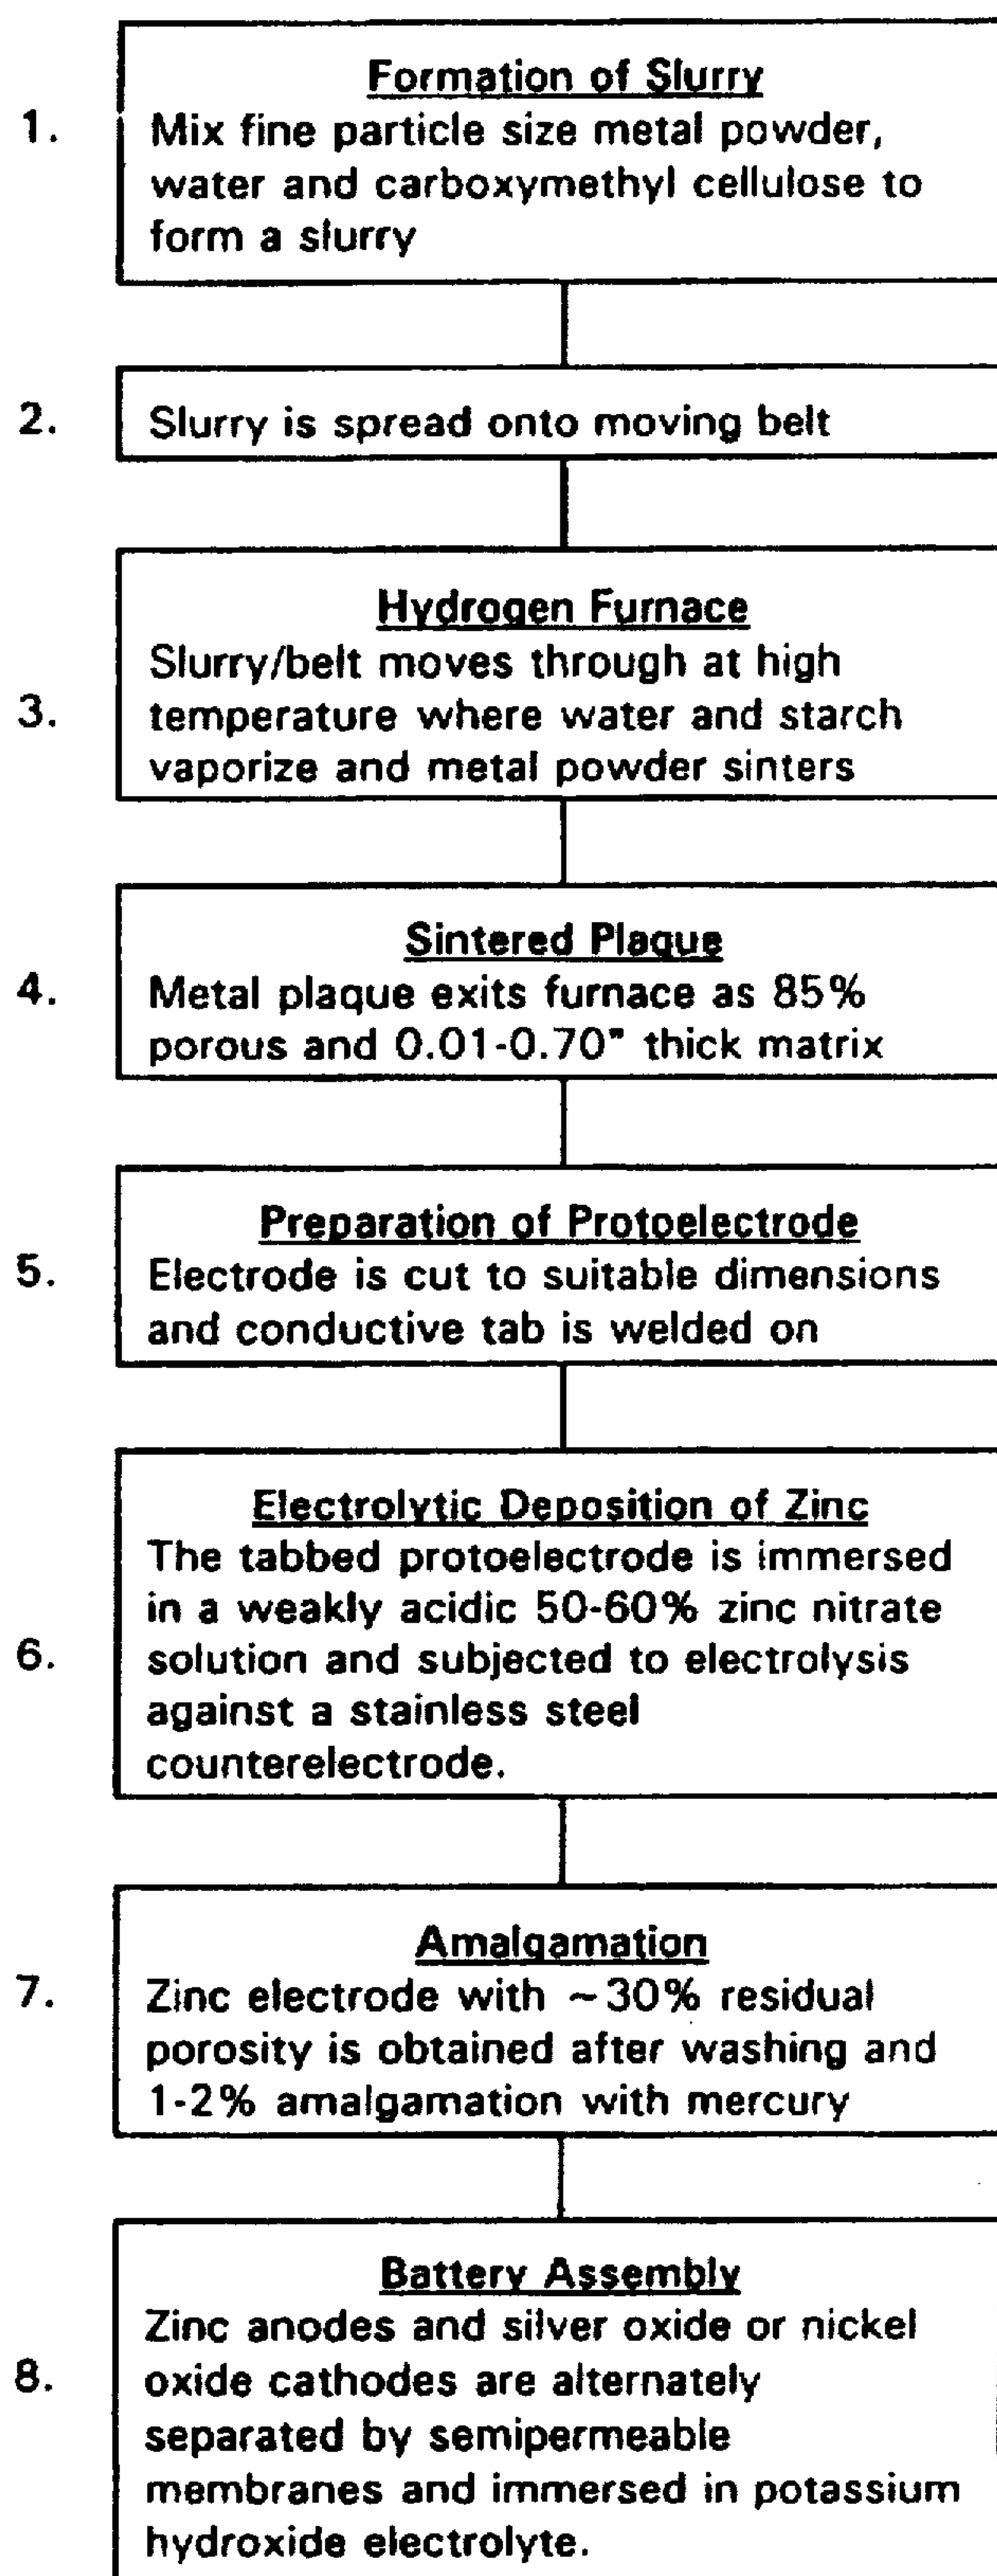 Formation of Slurry
1. Mix fine particle size metal powder,
water and carboxymethyl cellulose to
form a slurry
2. Slurry is spread onto moving belt
Hydrogen Furnace
Slurry/belt moves through at high
3. temperature where water and starch
vaporize and metal powder sinters
Sintered Plaque
4. Metal plaque exits furnace as 85%
porous and 0.01-0.70" thick matrix
Preparation of Protoelectrode
5. Electrode is cut to suitable dimensions
and conductive tab is welded on
Electrolytic Deposition of Zinc
The tabbed protoelectrode is immersed
in a weakly acidic 50-60% zinc nitrate
6. solution and subjected to electrolysis
against a stainless steel
counterelectrode.
Amalgamation
7. Zinc electrode with ~30% residual
porosity is obtained after washing and
1-2% amalgamation with mercury
Battery Assembly
Zinc anodes and silver oxide or nickel
8. oxide cathodes are alternately
separated by semipermeable
membranes and immersed in potassium
hydroxide electrolyte.